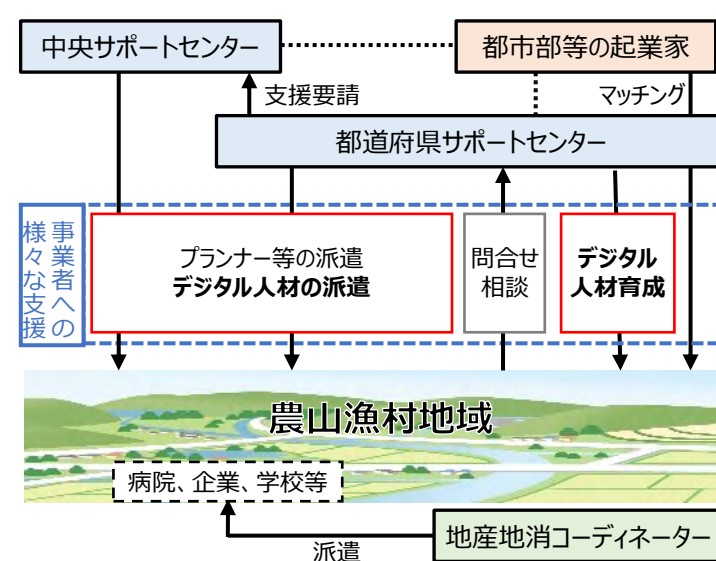 中央サポートセンター
都市部等の起業家
支援要請
マッチング
都道府県サポートセンター
事業者への
様々な支援
プランナー等の派遣
デジタル人材の派遣
問合せ
相談
デジタル
人材育成
農山漁村地域
病院、企業、学校等
地産地消コーディネーター
派遣